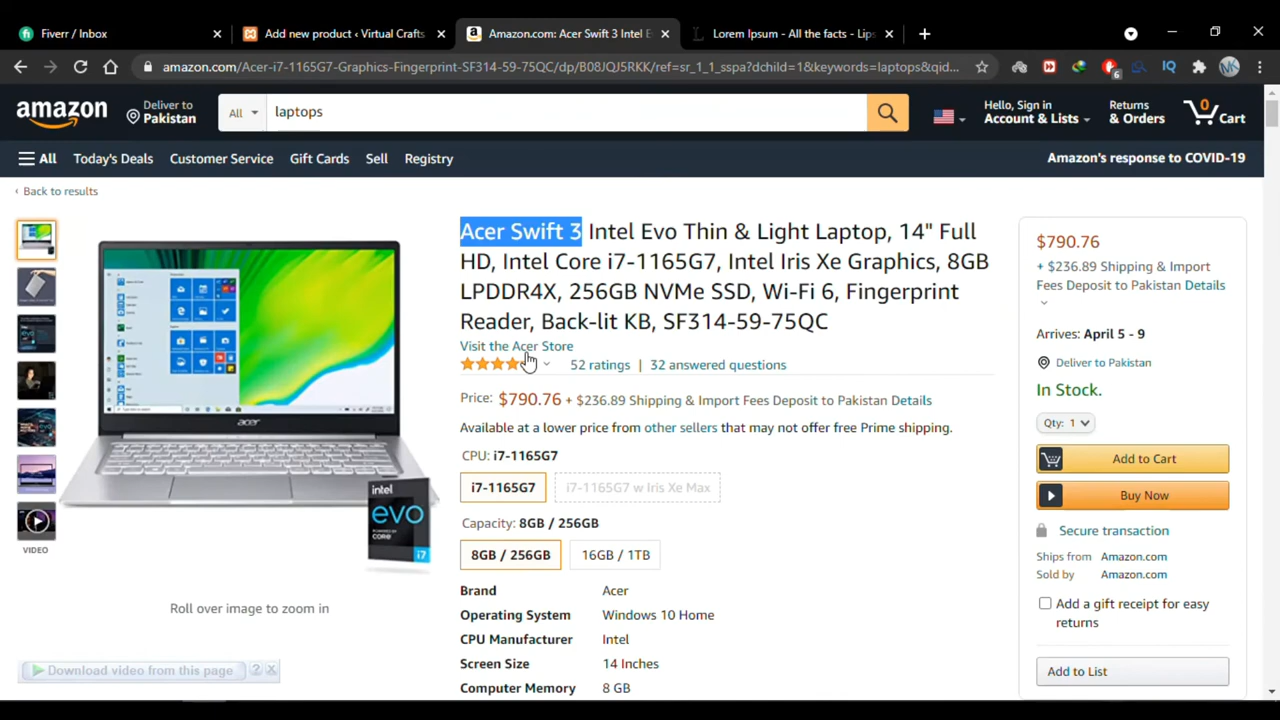 Fiverr / Inbox
Add new product ‹ Virtual Crafts
Amazon.com: Acer Swift 3 Intel E
Lorem Ipsum - All the facts - Lips
amazon.com/Acer-i7-1165G7-Graphics-Fingerprint-SF314-59-75QC/dp/B08JQJ5RKK/ref=sr_1_1_sspa?dchild=1&keywords=laptops&qid...
6
IQ
amazon
Deliver to
Pakistan
All
laptops
Hello, Sign in
Account & Lists
Returns
& Orders
0
Cart
All
Today's Deals
Customer Service
Gift Cards
Sell
Registry
Amazon's response to COVID-19
‹ Back to results
Acer Swift 3 Intel Evo Thin & Light Laptop, 14" Full
HD, Intel Core i7-1165G7, Intel Iris Xe Graphics, 8GB
LPDDR4X, 256GB NVMe SSD, Wi-Fi 6, Fingerprint
Reader, Back-lit KB, SF314-59-75QC
Visit the Acer Store
52 ratings | 32 answered questions
Price: $790.76 + $236.89 Shipping & Import Fees Deposit to Pakistan Details
Available at a lower price from other sellers that may not offer free Prime shipping.
CPU: i7-1165G7
i7-1165G7
i7-1165G7 w Iris Xe Max
Capacity: 8GB / 256GB
8GB / 256GB
16GB / 1TB
Brand Acer
Operating System Windows 10 Home
CPU Manufacturer Intel
Screen Size 14 Inches
Computer Memory 8 GB
acer
intel
evo
POWERED BY
CORE
i7
VIDEO
Roll over image to zoom in
Download video from this page
?
X
$790.76
+ $236.89 Shipping & Import
Fees Deposit to Pakistan Details
Arrives: April 5 - 9
Deliver to Pakistan
In Stock.
Qty: 1
Add to Cart
Buy Now
Secure transaction
Ships from Amazon.com
Sold by Amazon.com
Add a gift receipt for easy
returns
Add to List